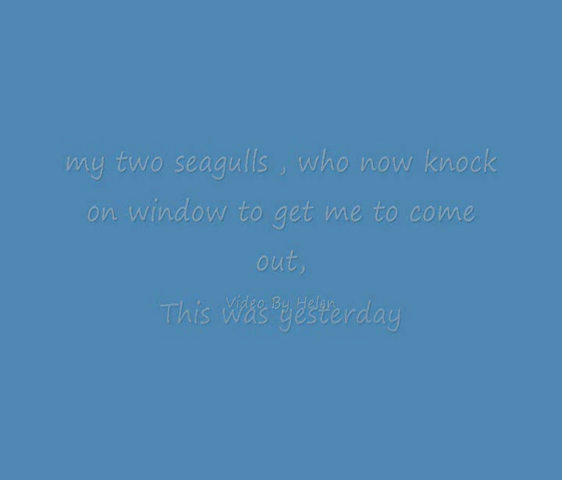 my two seagulls , who now knock
on window to get me to come
out,
Video By Helen
This was yesterday